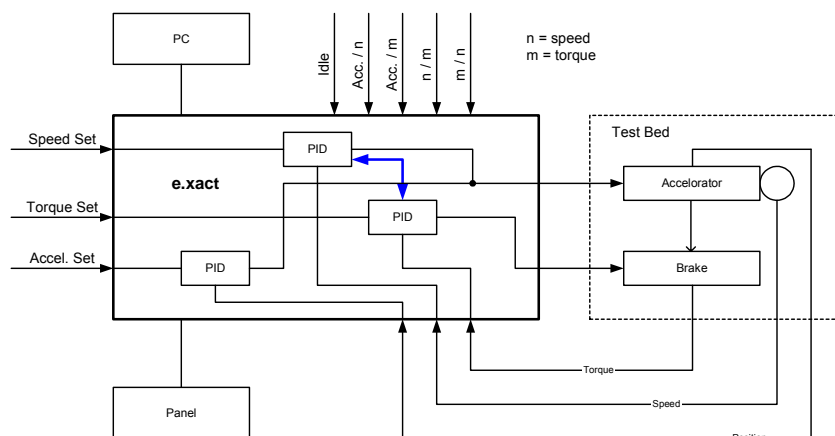 PC
Idle
Acc. / n
Acc. / m
n / m
m / n
n = speed
m = torque
Speed Set
PID
Test Bed
e.xact
Accelorator
Torque Set
PID
Accel. Set
PID
Brake
Torque
Speed
Panel
Position